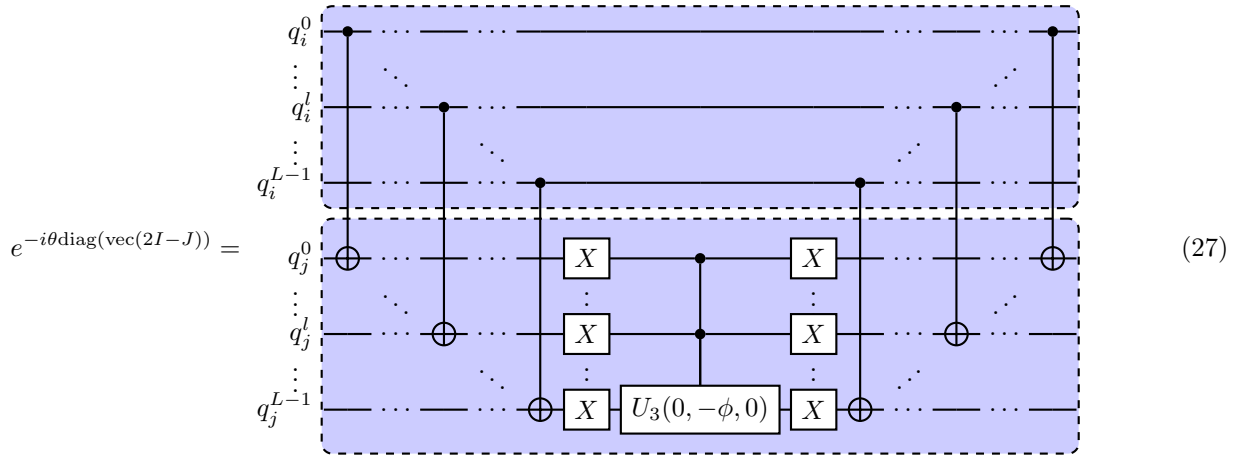 q_i^0
⋮
q_i^l
⋮
q_i^{L-1}
e^{-iθdiag(vec(2I-J))} =
q_j^0 X X (27)
⋮
q_j^l X X
⋮
q_j^{L-1} X U_3(0, -ϕ, 0) X